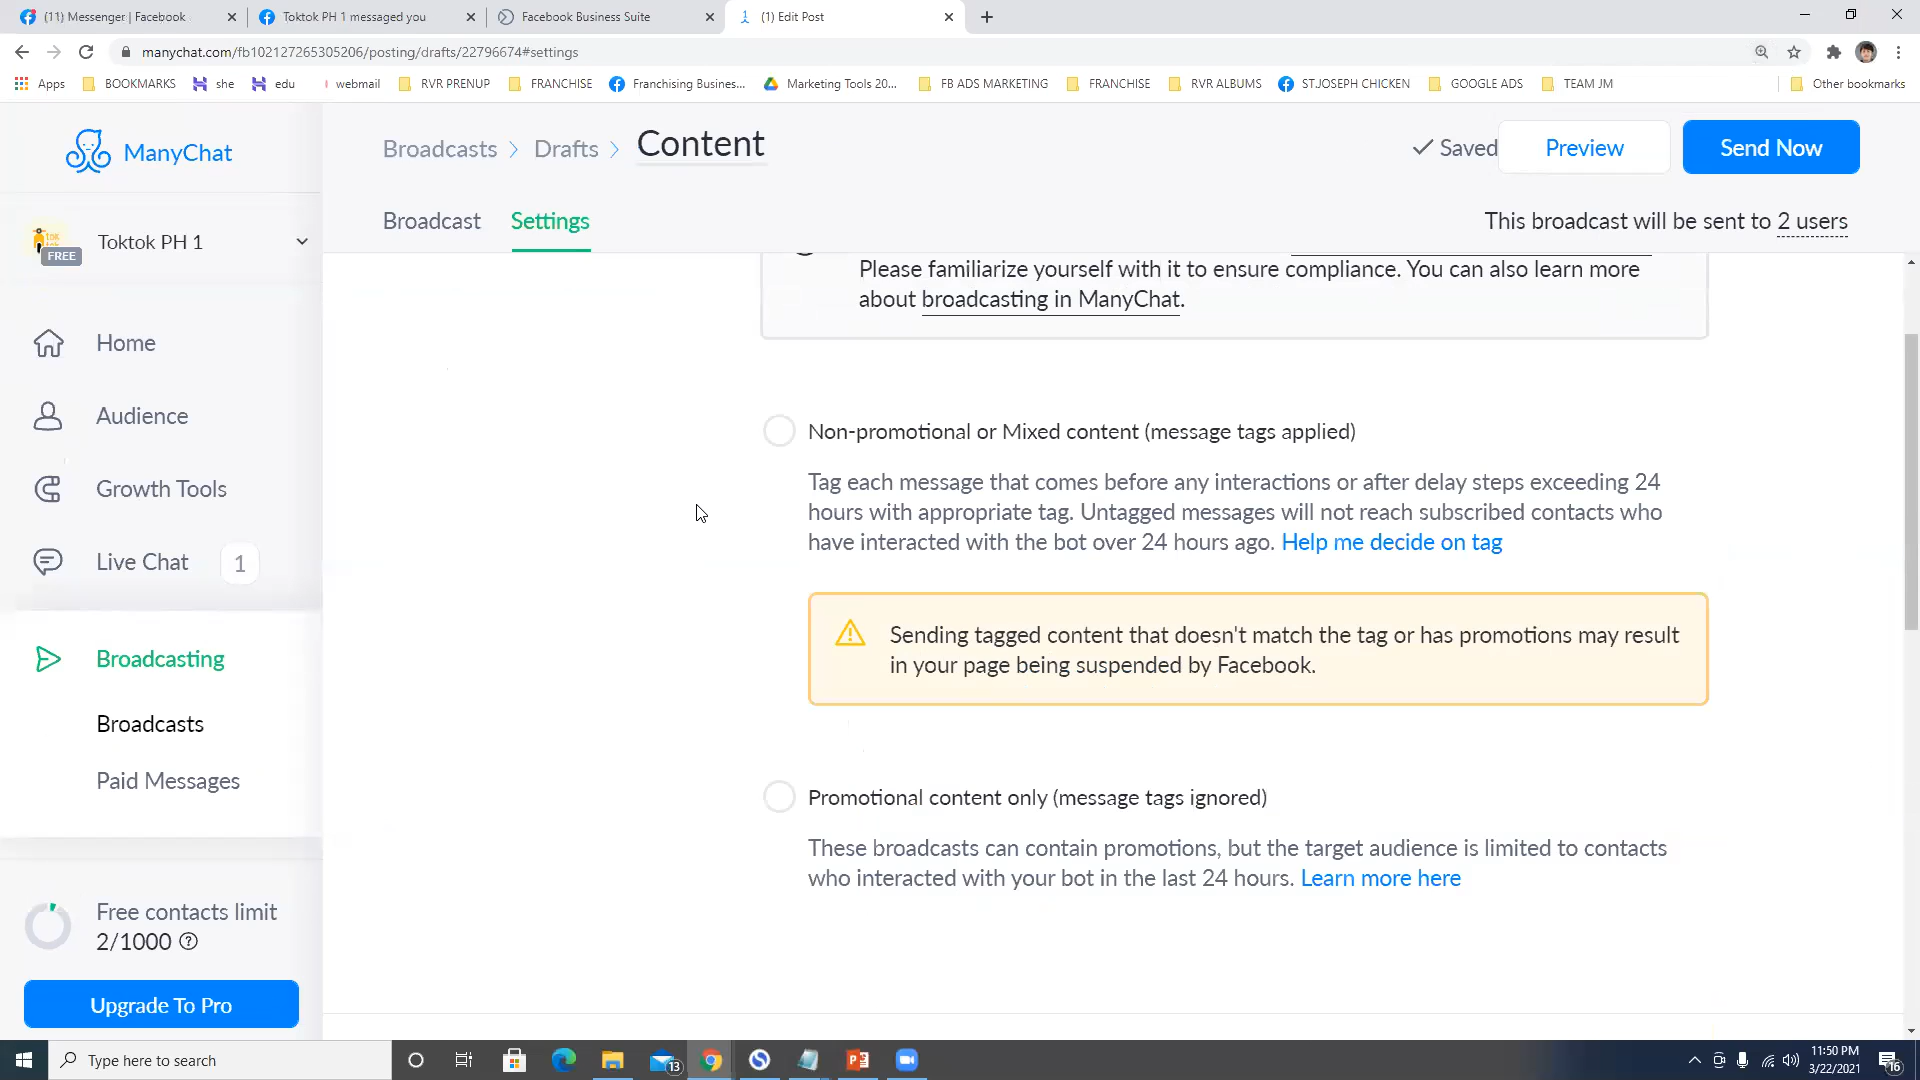 (11) Messenger | Facebook
Toktok PH 1 messaged you
Facebook Business Suite
(1) Edit Post
manychat.com/fb102127265305206/posting/drafts/22796674#settings
Apps
BOOKMARKS
she
edu
webmail
RVR PRENUP
FRANCHISE
Franchising Busines...
Marketing Tools 20...
FB ADS MARKETING
FRANCHISE
RVR ALBUMS
ST.JOSEPH CHICKEN
GOOGLE ADS
TEAM JM
Other bookmarks
ManyChat
Broadcasts > Drafts > Content
Saved
Preview
Send Now
Toktok PH 1
FREE
Broadcast
Settings
This broadcast will be sent to 2 users
Please familiarize yourself with it to ensure compliance. You can also learn more
about broadcasting in ManyChat.
Home
Audience
Growth Tools
Live Chat
1
Broadcasting
Broadcasts
Paid Messages
Free contacts limit
2/1000
Upgrade To Pro
Non-promotional or Mixed content (message tags applied)
Tag each message that comes before any interactions or after delay steps exceeding 24
hours with appropriate tag. Untagged messages will not reach subscribed contacts who
have interacted with the bot over 24 hours ago. Help me decide on tag
Sending tagged content that doesn't match the tag or has promotions may result
in your page being suspended by Facebook.
Promotional content only (message tags ignored)
These broadcasts can contain promotions, but the target audience is limited to contacts
who interacted with your bot in the last 24 hours. Learn more here
Type here to search
13
11:50 PM
3/22/2021
16